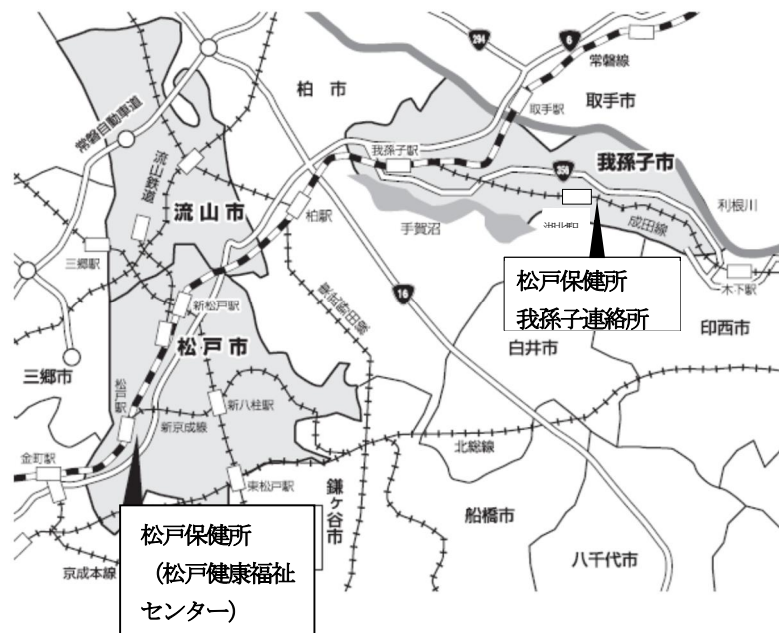 294
6
常磐線
柏市
取手駅
取手市
常磐自動車道
我孫子駅
我孫子市
流山鉄道
356
流山市
柏駅
手賀沼
成田線
利根川
三郷駅
木下駅
松戸保健所
我孫子連絡所
新松戸駅
16
印西市
松戸市
白井市
三郷市
松戸駅
新八柱駅
新京成線
北総線
金町駅
東松戸駅
鎌ヶ谷市
船橋市
松戸保健所
(松戸健康福祉
センター)
八千代市
京成本線